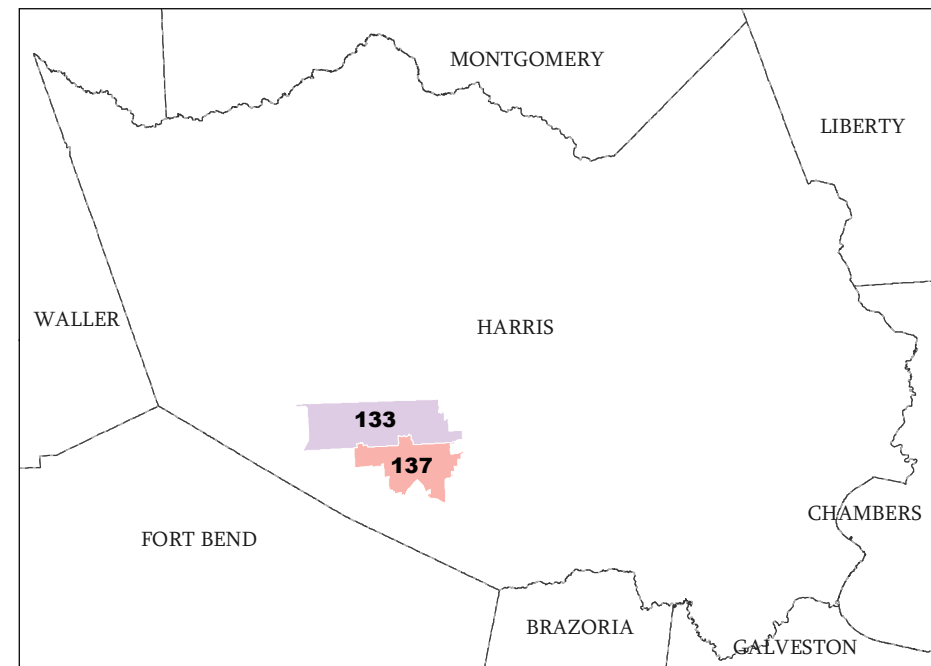 MONTGOMERY
LIBERTY
WALLER
HARRIS
133
137
CHAMBERS
FORT BEND
BRAZORIA
GALVESTON